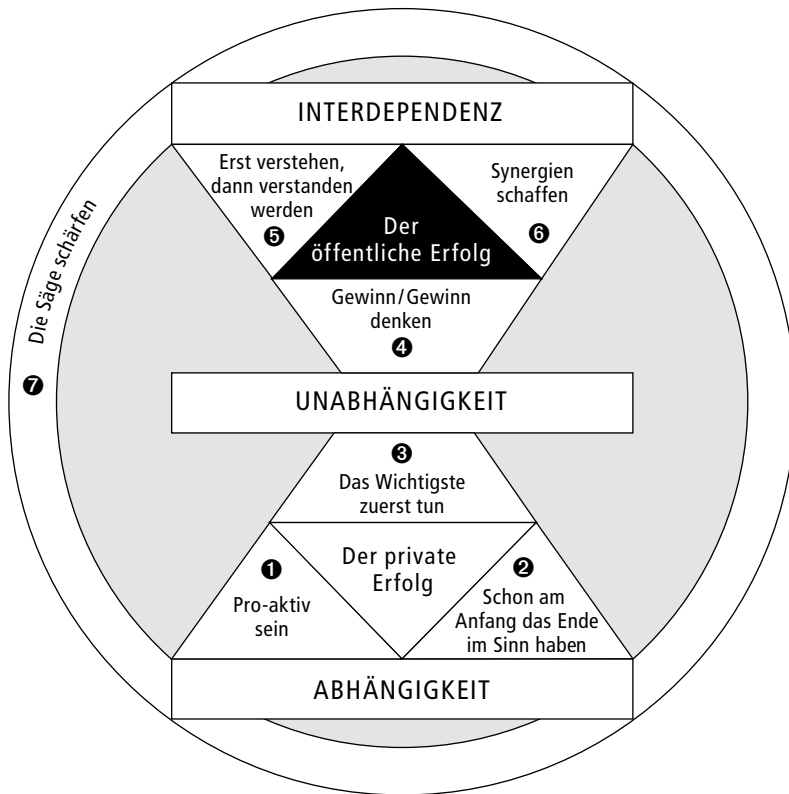 INTERDEPENDENZ
Erst verstehen,
dann verstanden
werden
❺
Synergien
schaffen
❻
Der
öffentliche Erfolg
Gewinn/Gewinn
denken
❹
Die Säge schärfen
❼
UNABHÄNGIGKEIT
❸
Das Wichtigste
zuerst tun
Der private
Erfolg
❶
Pro-aktiv
sein
❷
Schon am
Anfang das Ende
im Sinn haben
ABHÄNGIGKEIT